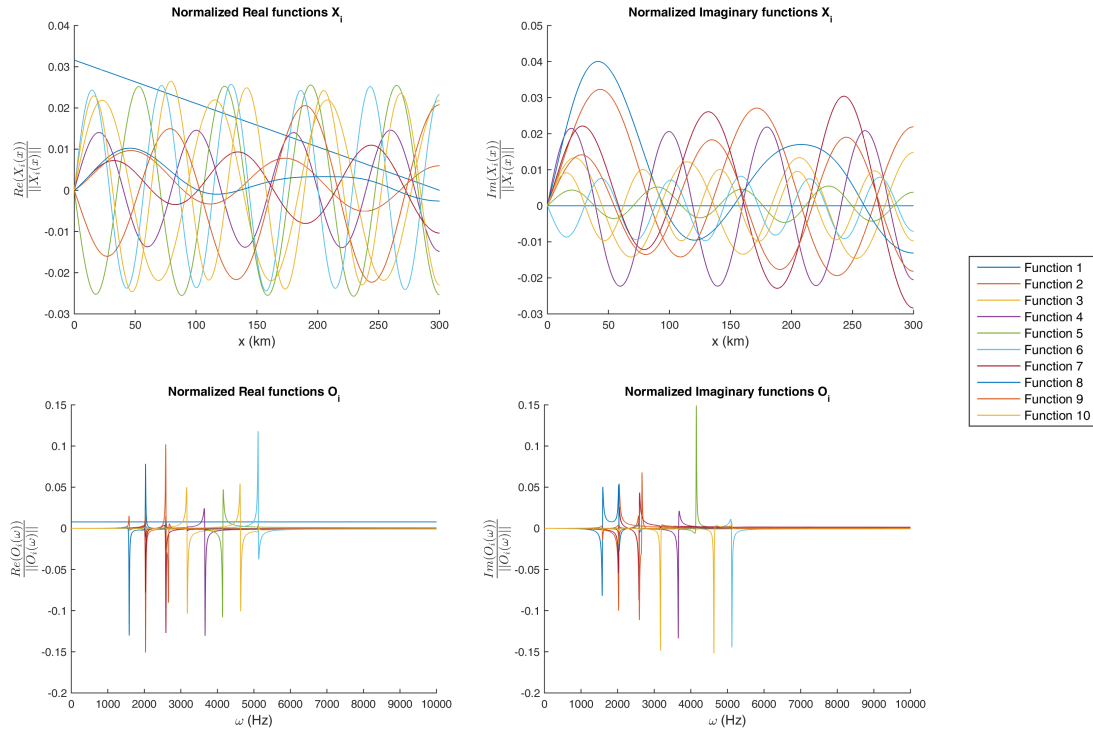 Normalized Real functions X_i
0.04
0.03
0.02
0.01
0
-0.01
-0.02
-0.03
Re(X_i(x))
||X_i(x)||
0 50 100 150 200 250 300
x (km)
Normalized Imaginary functions X_i
0.05
0.04
0.03
0.02
0.01
0
-0.01
-0.02
-0.03
Im(X_i(x))
||X_i(x)||
0 50 100 150 200 250 300
x (km)
Function 1
Function 2
Function 3
Function 4
Function 5
Function 6
Function 7
Function 8
Function 9
Function 10
Normalized Real functions O_i
0.15
0.1
0.05
0
-0.05
-0.1
-0.15
-0.2
Re(O_i(ω))
||O_i(ω)||
0 1000 2000 3000 4000 5000 6000 7000 8000 9000 10000
ω (Hz)
Normalized Imaginary functions O_i
0.15
0.1
0.05
0
-0.05
-0.1
-0.15
-0.2
Im(O_i(ω))
||O_i(ω)||
0 1000 2000 3000 4000 5000 6000 7000 8000 9000 10000
ω (Hz)